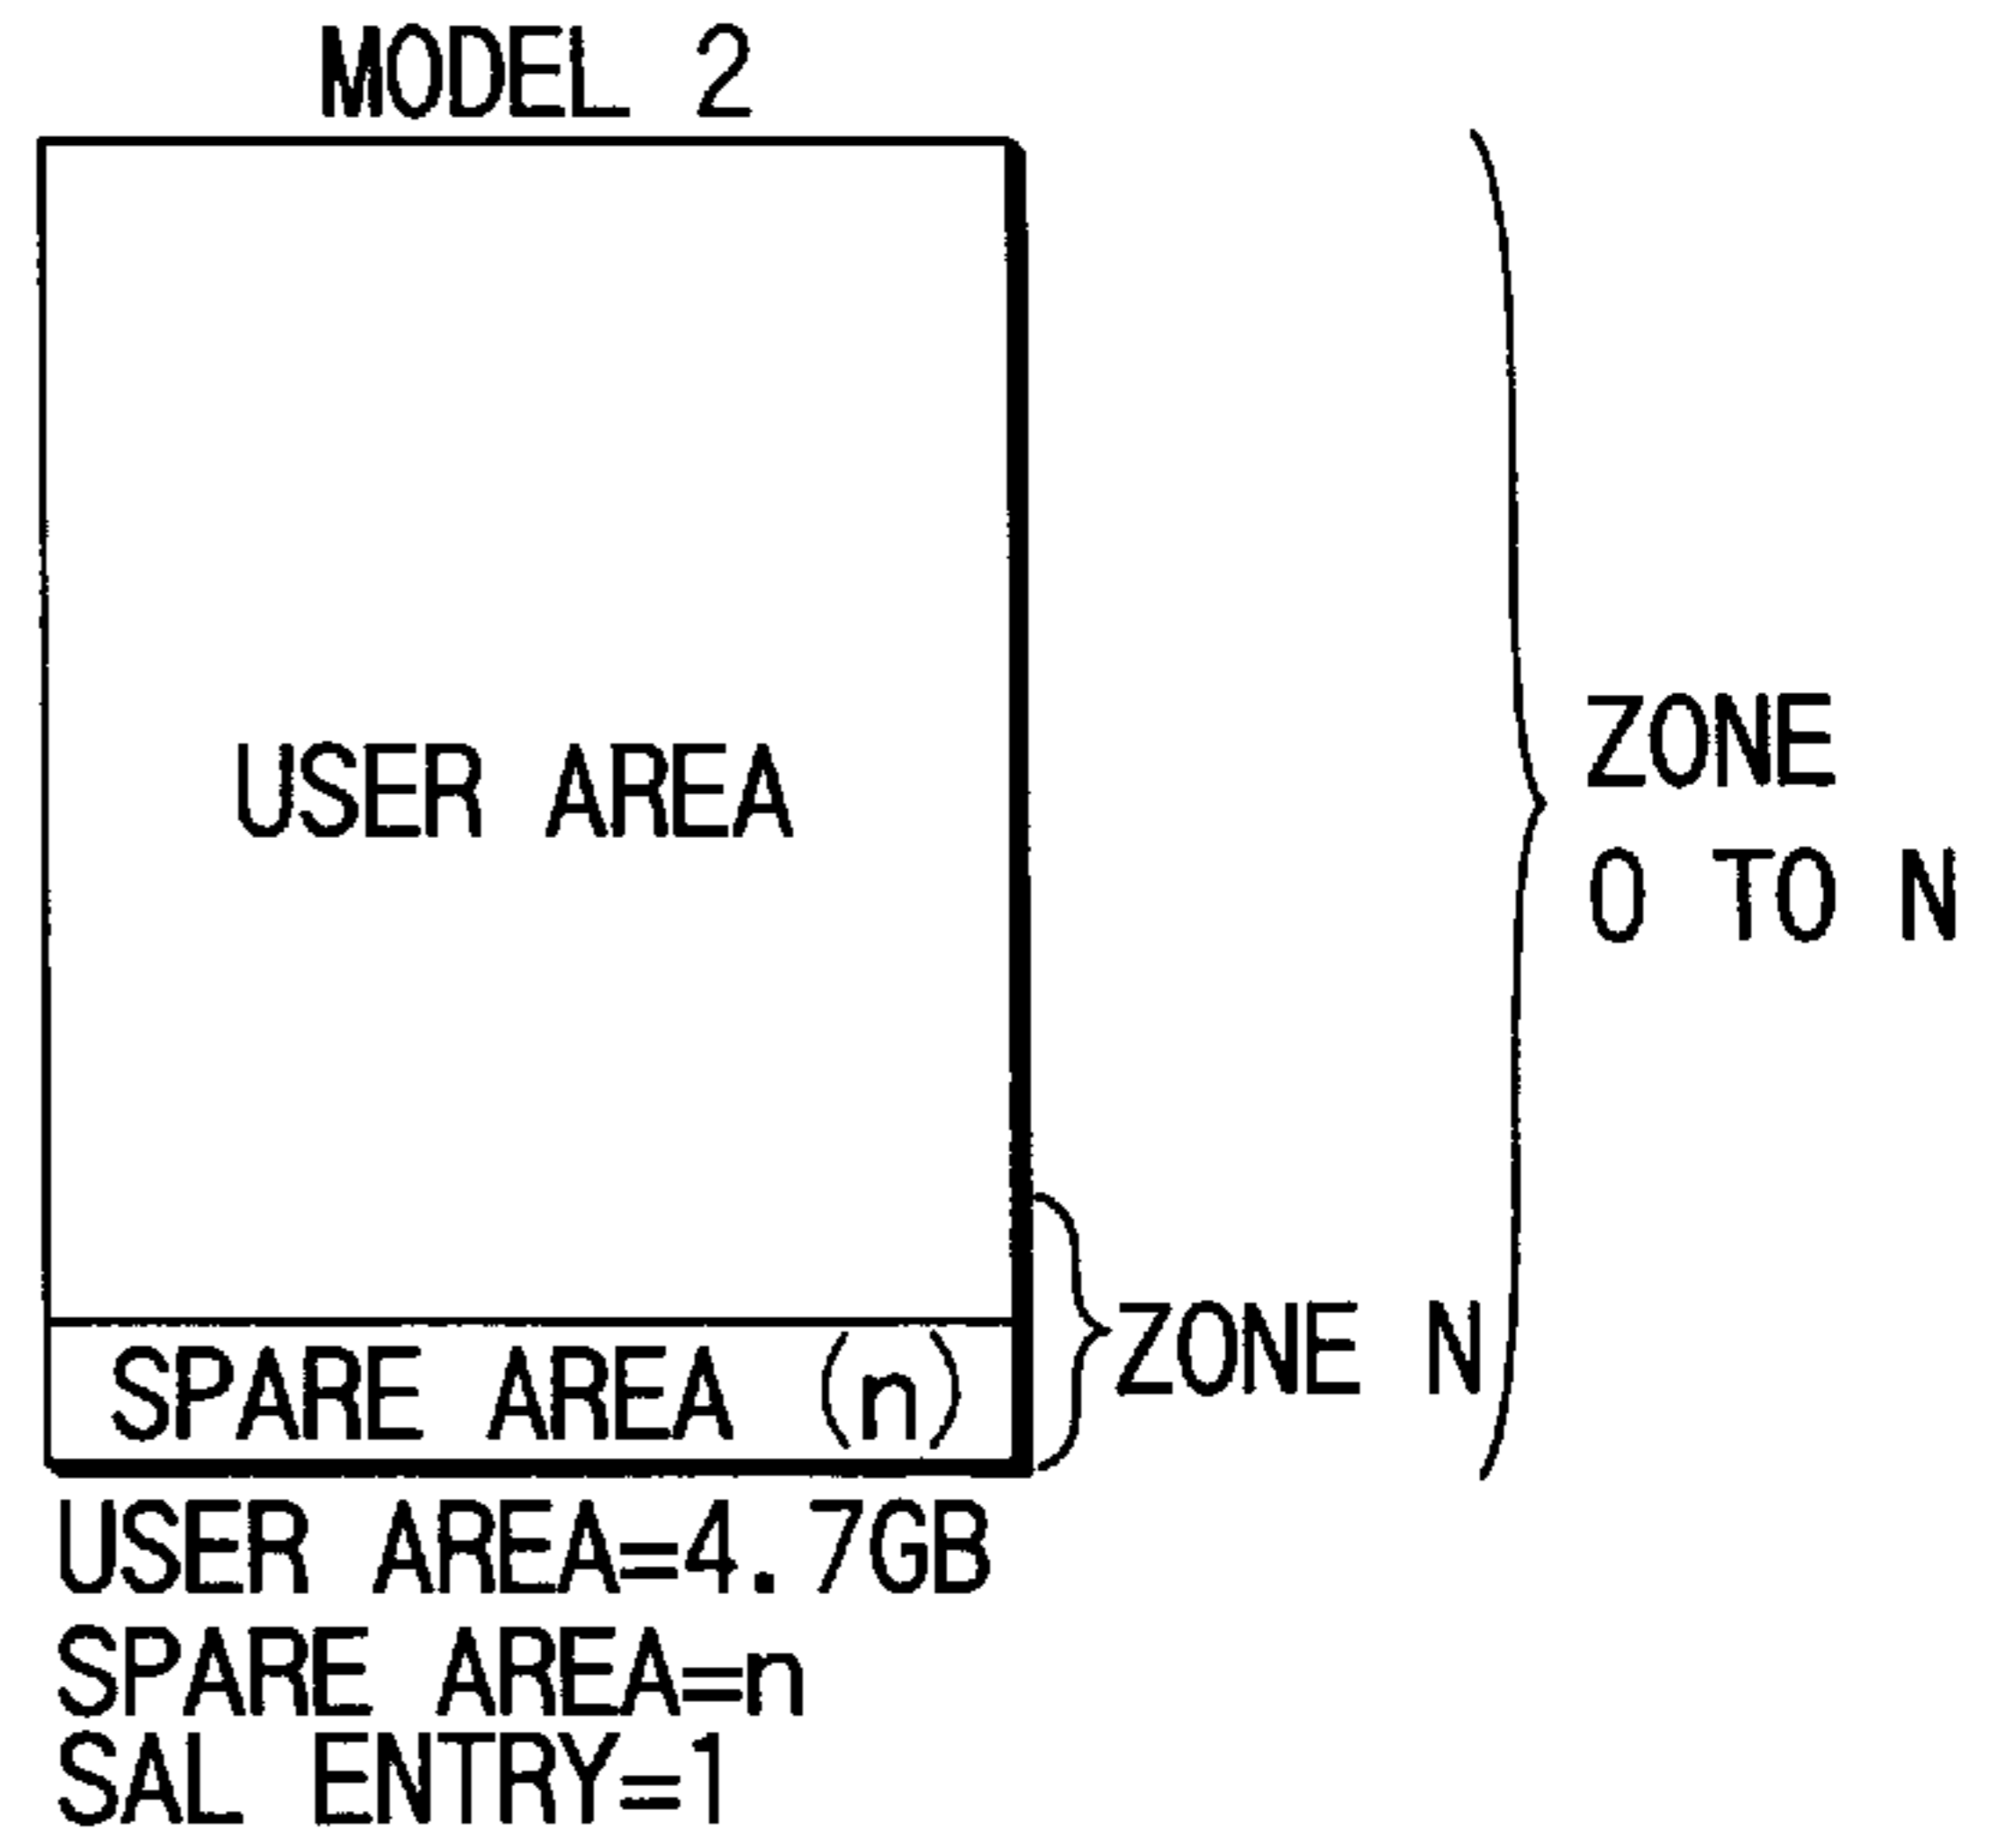 MODEL 2
USER AREA
ZONE
0 TO N
SPARE AREA (n)
ZONE N
USER AREA=4.7GB
SPARE AREA=n
SAL ENTRY=1